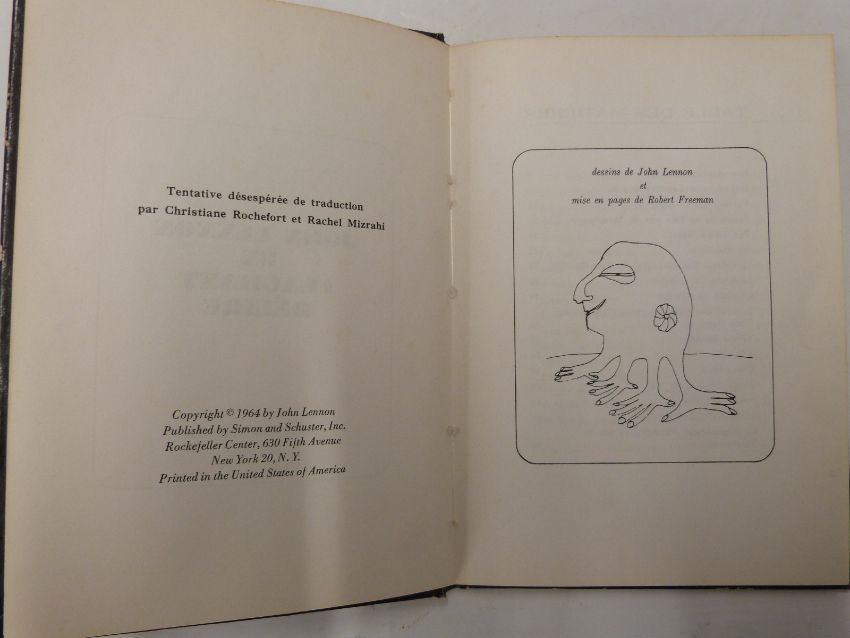 Tentative désespérée de traduction
par Christiane Rochefort et Rachel Mizrahi
Copyright © 1964 by John Lennon
Published by Simon and Schuster, Inc.
Rockefeller Center, 630 Fifth Avenue
New York 20, N. Y.
Printed in the United States of America
dessins de John Lennon
et
mise en pages de Robert Freeman